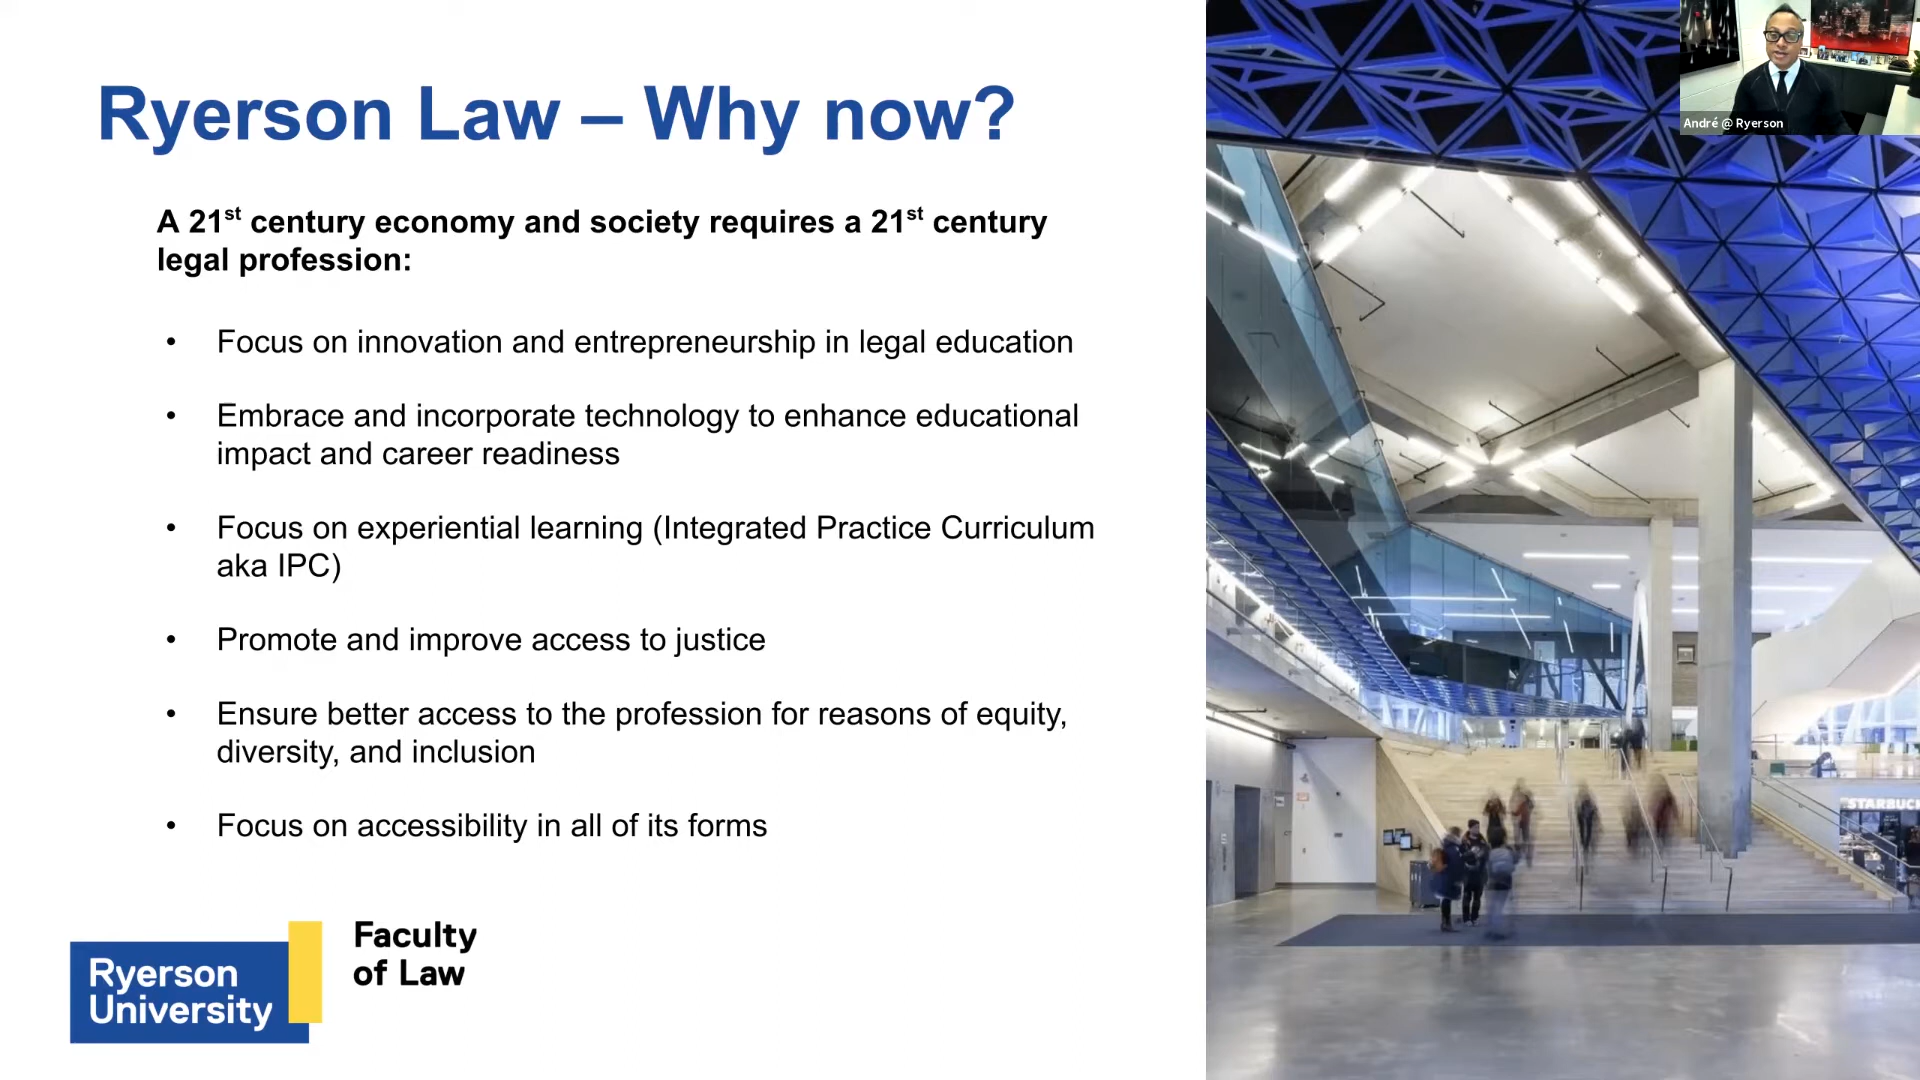 Ryerson Law – Why now?
A 21st century economy and society requires a 21st century
legal profession:
• Focus on innovation and entrepreneurship in legal education
• Embrace and incorporate technology to enhance educational
impact and career readiness
• Focus on experiential learning (Integrated Practice Curriculum
aka IPC)
• Promote and improve access to justice
• Ensure better access to the profession for reasons of equity,
diversity, and inclusion
• Focus on accessibility in all of its forms
Ryerson
University
Faculty
of Law
André @ Ryerson
STARBUC